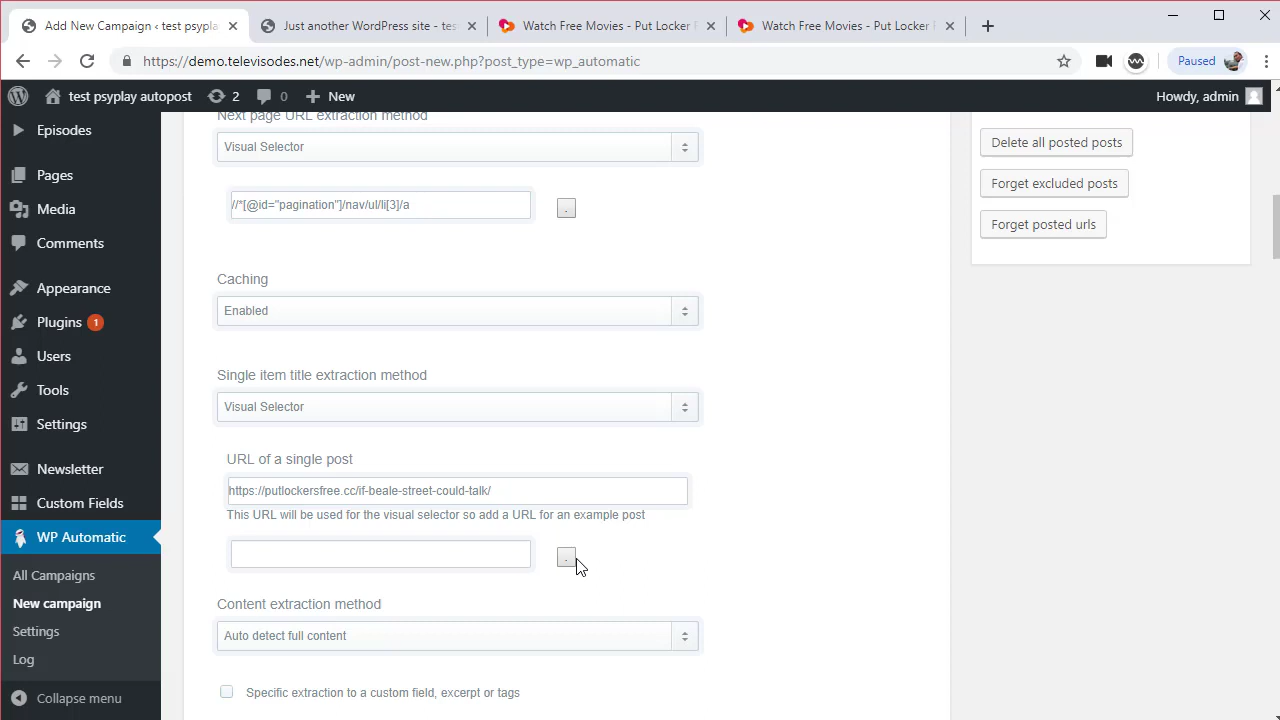 Add New Campaign ‹ test psypla
Just another WordPress site - tes
Watch Free Movies - Put Locker F
Watch Free Movies - Put Locker F
https://demo.televisodes.net/wp-admin/post-new.php?post_type=wp_automatic
Paused
test psyplay autopost
2
0
New
Howdy, admin
Episodes
Pages
Media
Comments
Appearance
Plugins 1
Users
Tools
Settings
Newsletter
Custom Fields
WP Automatic
All Campaigns
New campaign
Settings
Log
Collapse menu
Next page URL extraction method
Visual Selector
//*[@id="pagination"]/nav/ul/li[3]/a
.
Caching
Enabled
Single item title extraction method
Visual Selector
URL of a single post
https://putlockersfree.cc/if-beale-street-could-talk/
This URL will be used for the visual selector so add a URL for an example post
.
Content extraction method
Auto detect full content
Specific extraction to a custom field, excerpt or tags
Delete all posted posts
Forget excluded posts
Forget posted urls